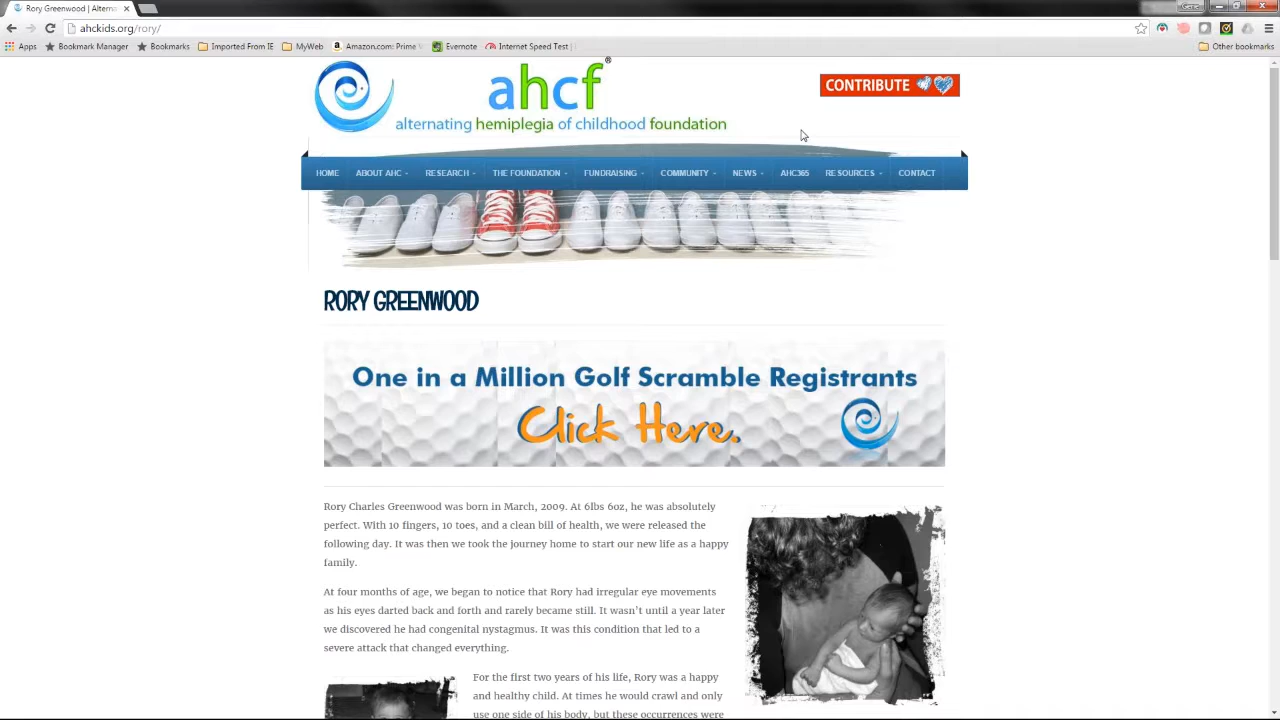 Rory Greenwood | Alterna
Gene
ahckids.org/rory/
Apps
Bookmark Manager
Bookmarks
Imported From IE
MyWeb
Amazon.com: Prime
Evernote
Internet Speed Test |
Other bookmarks
ahcf®
alternating hemiplegia of childhood foundation
CONTRIBUTE
HOME ABOUT AHC RESEARCH THE FOUNDATION FUNDRAISING COMMUNITY NEWS AHC365 RESOURCES CONTACT
RORY GREENWOOD
One in a Million Golf Scramble Registrants
Click Here.
Rory Charles Greenwood was born in March, 2009. At 6lbs 6oz, he was absolutely
perfect. With 10 fingers, 10 toes, and a clean bill of health, we were released the
following day. It was then we took the journey home to start our new life as a happy
family.
At four months of age, we began to notice that Rory had irregular eye movements
as his eyes darted back and forth and rarely became still. It wasn't until a year later
we discovered he had congenital nystagmus. It was this condition that led to a
severe attack that changed everything.
For the first two years of his life, Rory was a happy
and healthy child. At times he would crawl and only
use one side of his body, but these occurrences were